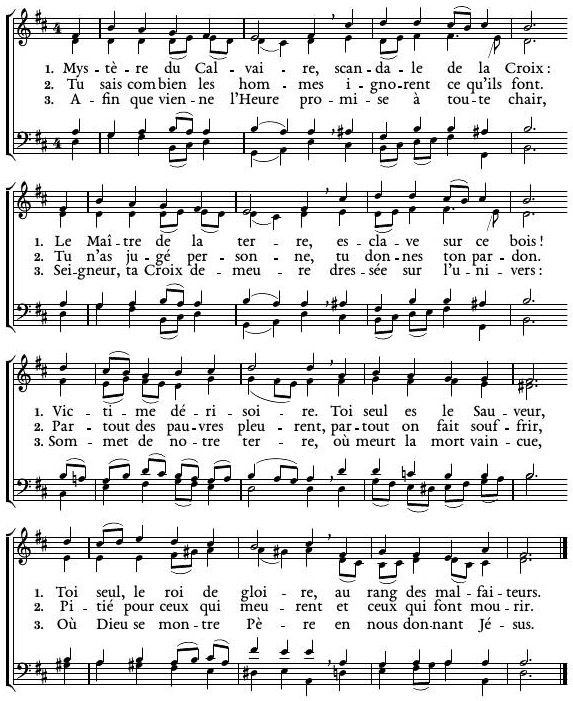 1. Mys - tè - re du Cal - vai - re, scan - da - le de la Croix :
2. Tu sais com bien les hom - mes i - gno-rent ce qu'ils font.
3. A - fin que vien - ne l'Heure pro - mi - se à tou - te chair,
1. Le Maî - tre de la ter - re, es - cla - ve sur ce bois !
2. Tu n'as ju - gé per - son - ne, tu don - nes ton par - don.
3. Sei - gneur, ta Croix de - meu - re dres - sée sur l'u - ni - vers :
1. Vic - ti - me dé - ri - soi - re. Toi seul es le Sau - veur,
2. Par - tout des pau - vres pleu - rent, par-tout on fait souf - frir,
3. Som - met de no - tre ter - re, où meurt la mort vain - cue,
1. Toi seul, le roi de gloi - re, au rang des mal - fai - teurs.
2. Pi - tié pour ceux qui meu - rent et ceux qui font mou - rir.
3. Où Dieu se mon - tre Pè - re en nous don-nant Jé - sus.